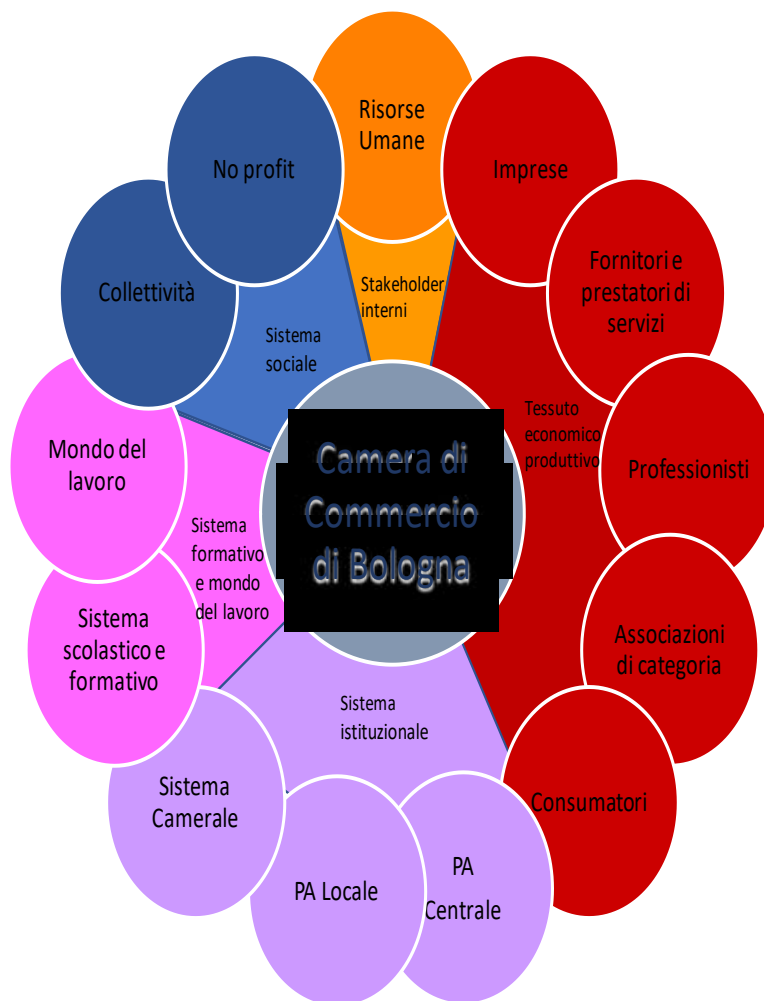 Risorse
Umane
Imprese
No profit
Fornitori e
prestatori di
servizi
Collettività
Stakeholder
interni
Sistema
sociale
Tessuto
economico
produttivo
Professionisti
Mondo del
lavoro
Camera di
Commercio
di Bologna
Sistema
formativo
e mondo
del lavoro
Sistema
scolastico e
formativo
Associazioni
di categoria
Sistema
istituzionale
Sistema
Camerale
Consumatori
PA Locale
PA
Centrale